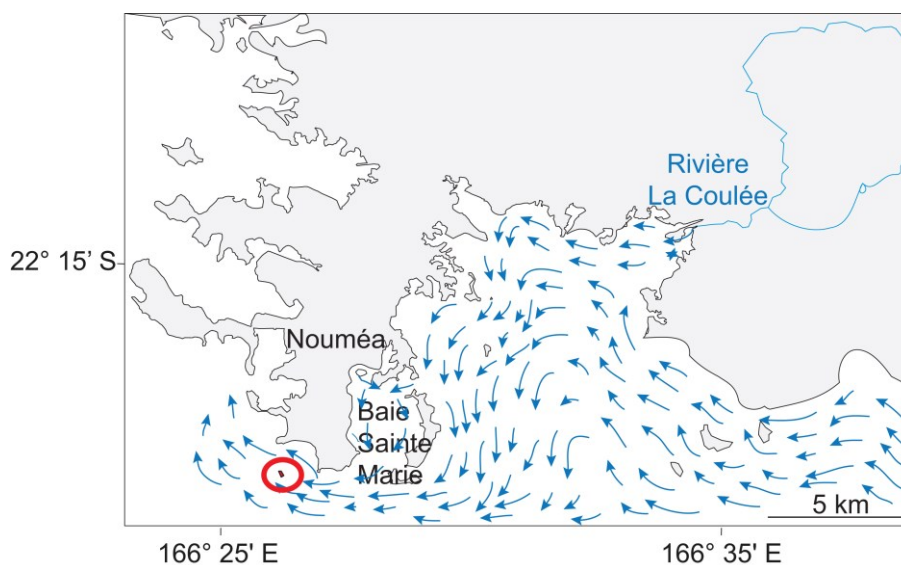 Rivière
La Coulée
22° 15' S
Nouméa
Baie
Sainte
Marie
5 km
166° 25' E
166° 35' E